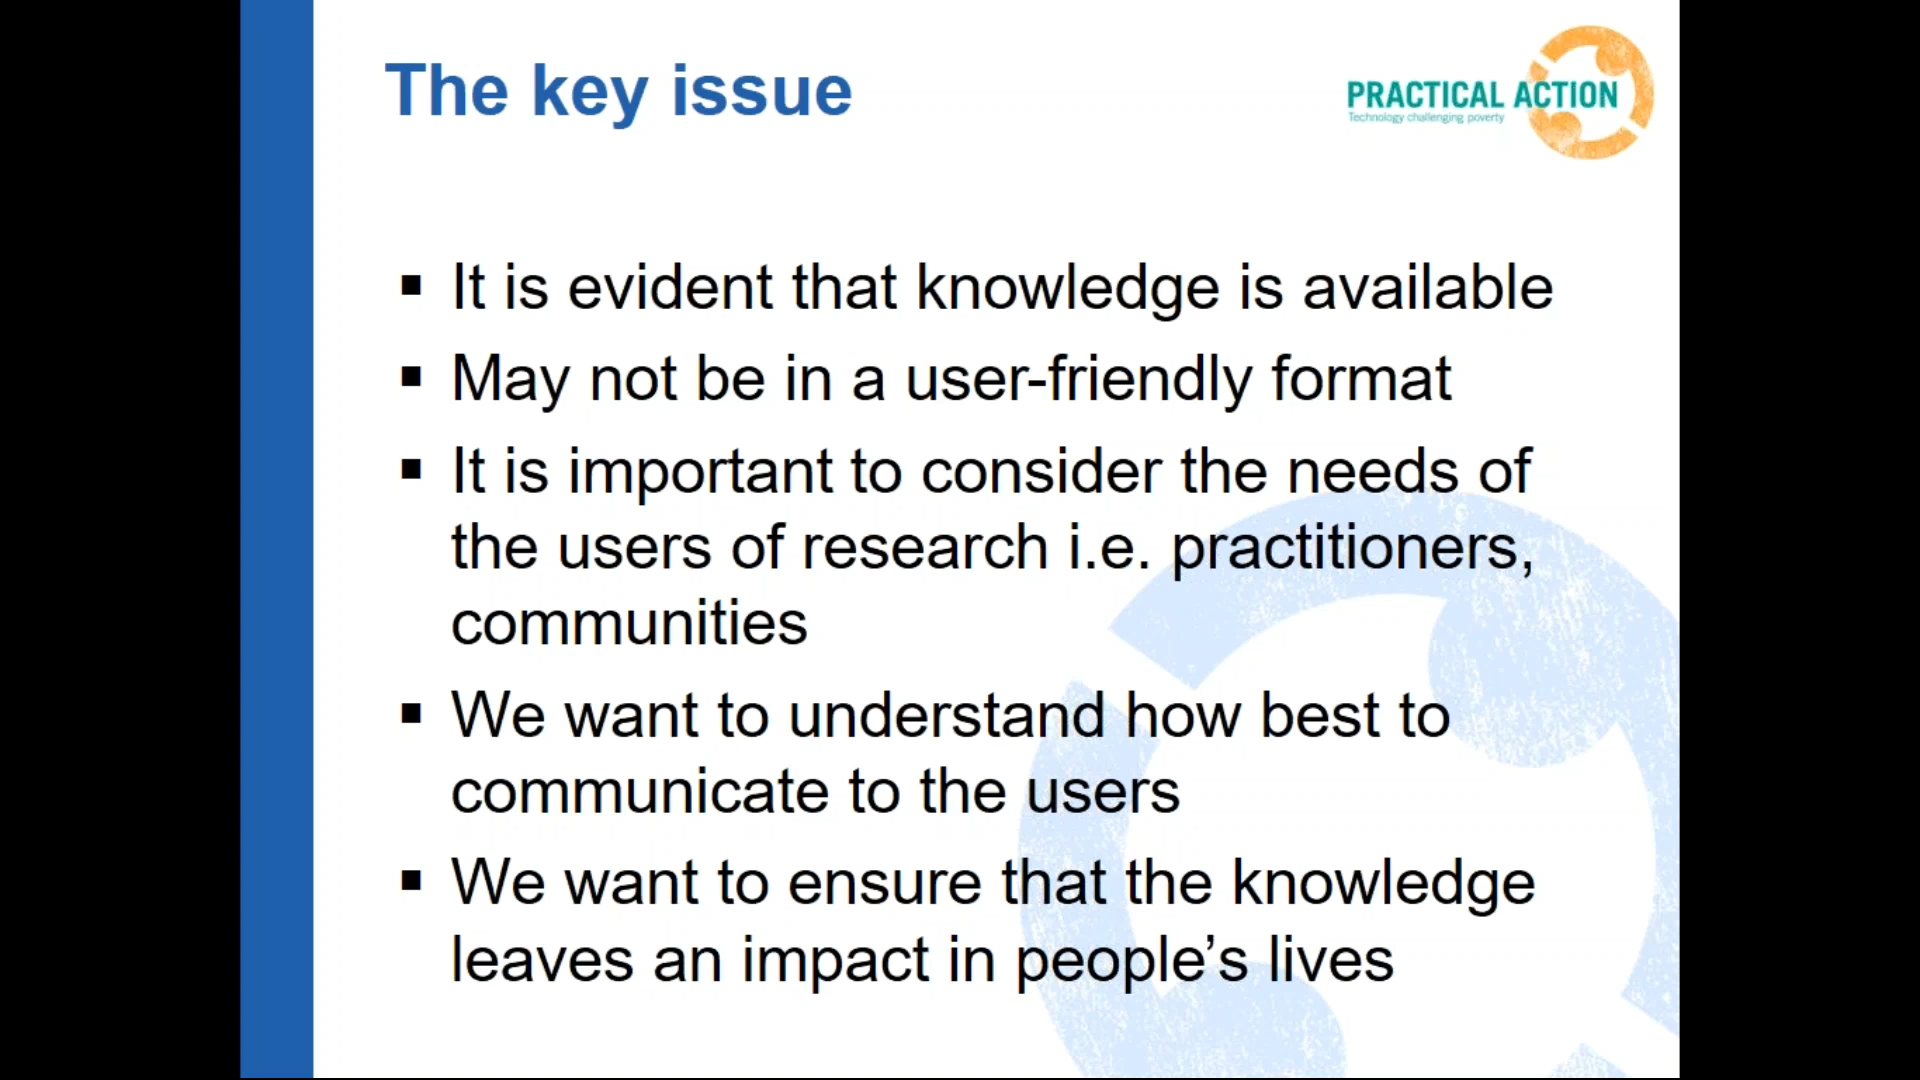 The key issue
PRACTICAL ACTION
Technology challenging poverty
▪ It is evident that knowledge is available
▪ May not be in a user-friendly format
▪ It is important to consider the needs of
the users of research i.e. practitioners,
communities
▪ We want to understand how best to
communicate to the users
▪ We want to ensure that the knowledge
leaves an impact in people’s lives